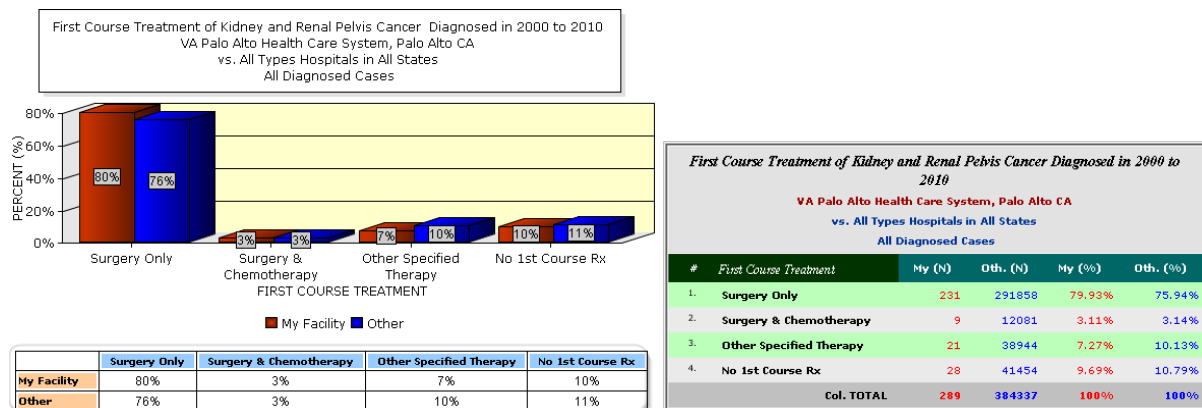 First Course Treatment of Kidney and Renal Pelvis Cancer Diagnosed in 2000 to 2010
VA Palo Alto Health Care System, Palo Alto CA
vs. All Types Hospitals in All States
All Diagnosed Cases
PERCENT (%)
80%
60%
40%
20%
0%
80% 76% 3% 3% 7% 10% 10% 11%
Surgery Only Surgery & Other Specified No 1st Course Rx
Chemotherapy Therapy
FIRST COURSE TREATMENT
My Facility Other
Surgery Only Surgery & Chemotherapy Other Specified Therapy No 1st Course Rx
My Facility 80% 3% 7% 10%
Other 76% 3% 10% 11%
First Course Treatment of Kidney and Renal Pelvis Cancer Diagnosed in 2000 to
2010
VA Palo Alto Health Care System, Palo Alto CA
vs. All Types Hospitals in All States
All Diagnosed Cases
# First Course Treatment My (N) Oth. (N) My (%) Oth. (%)
1. Surgery Only 231 291858 79.93% 75.94%
2. Surgery & Chemotherapy 9 12081 3.11% 3.14%
3. Other Specified Therapy 21 38944 7.27% 10.13%
4. No 1st Course Rx 28 41454 9.69% 10.79%
Col. TOTAL 289 384337 100% 100%